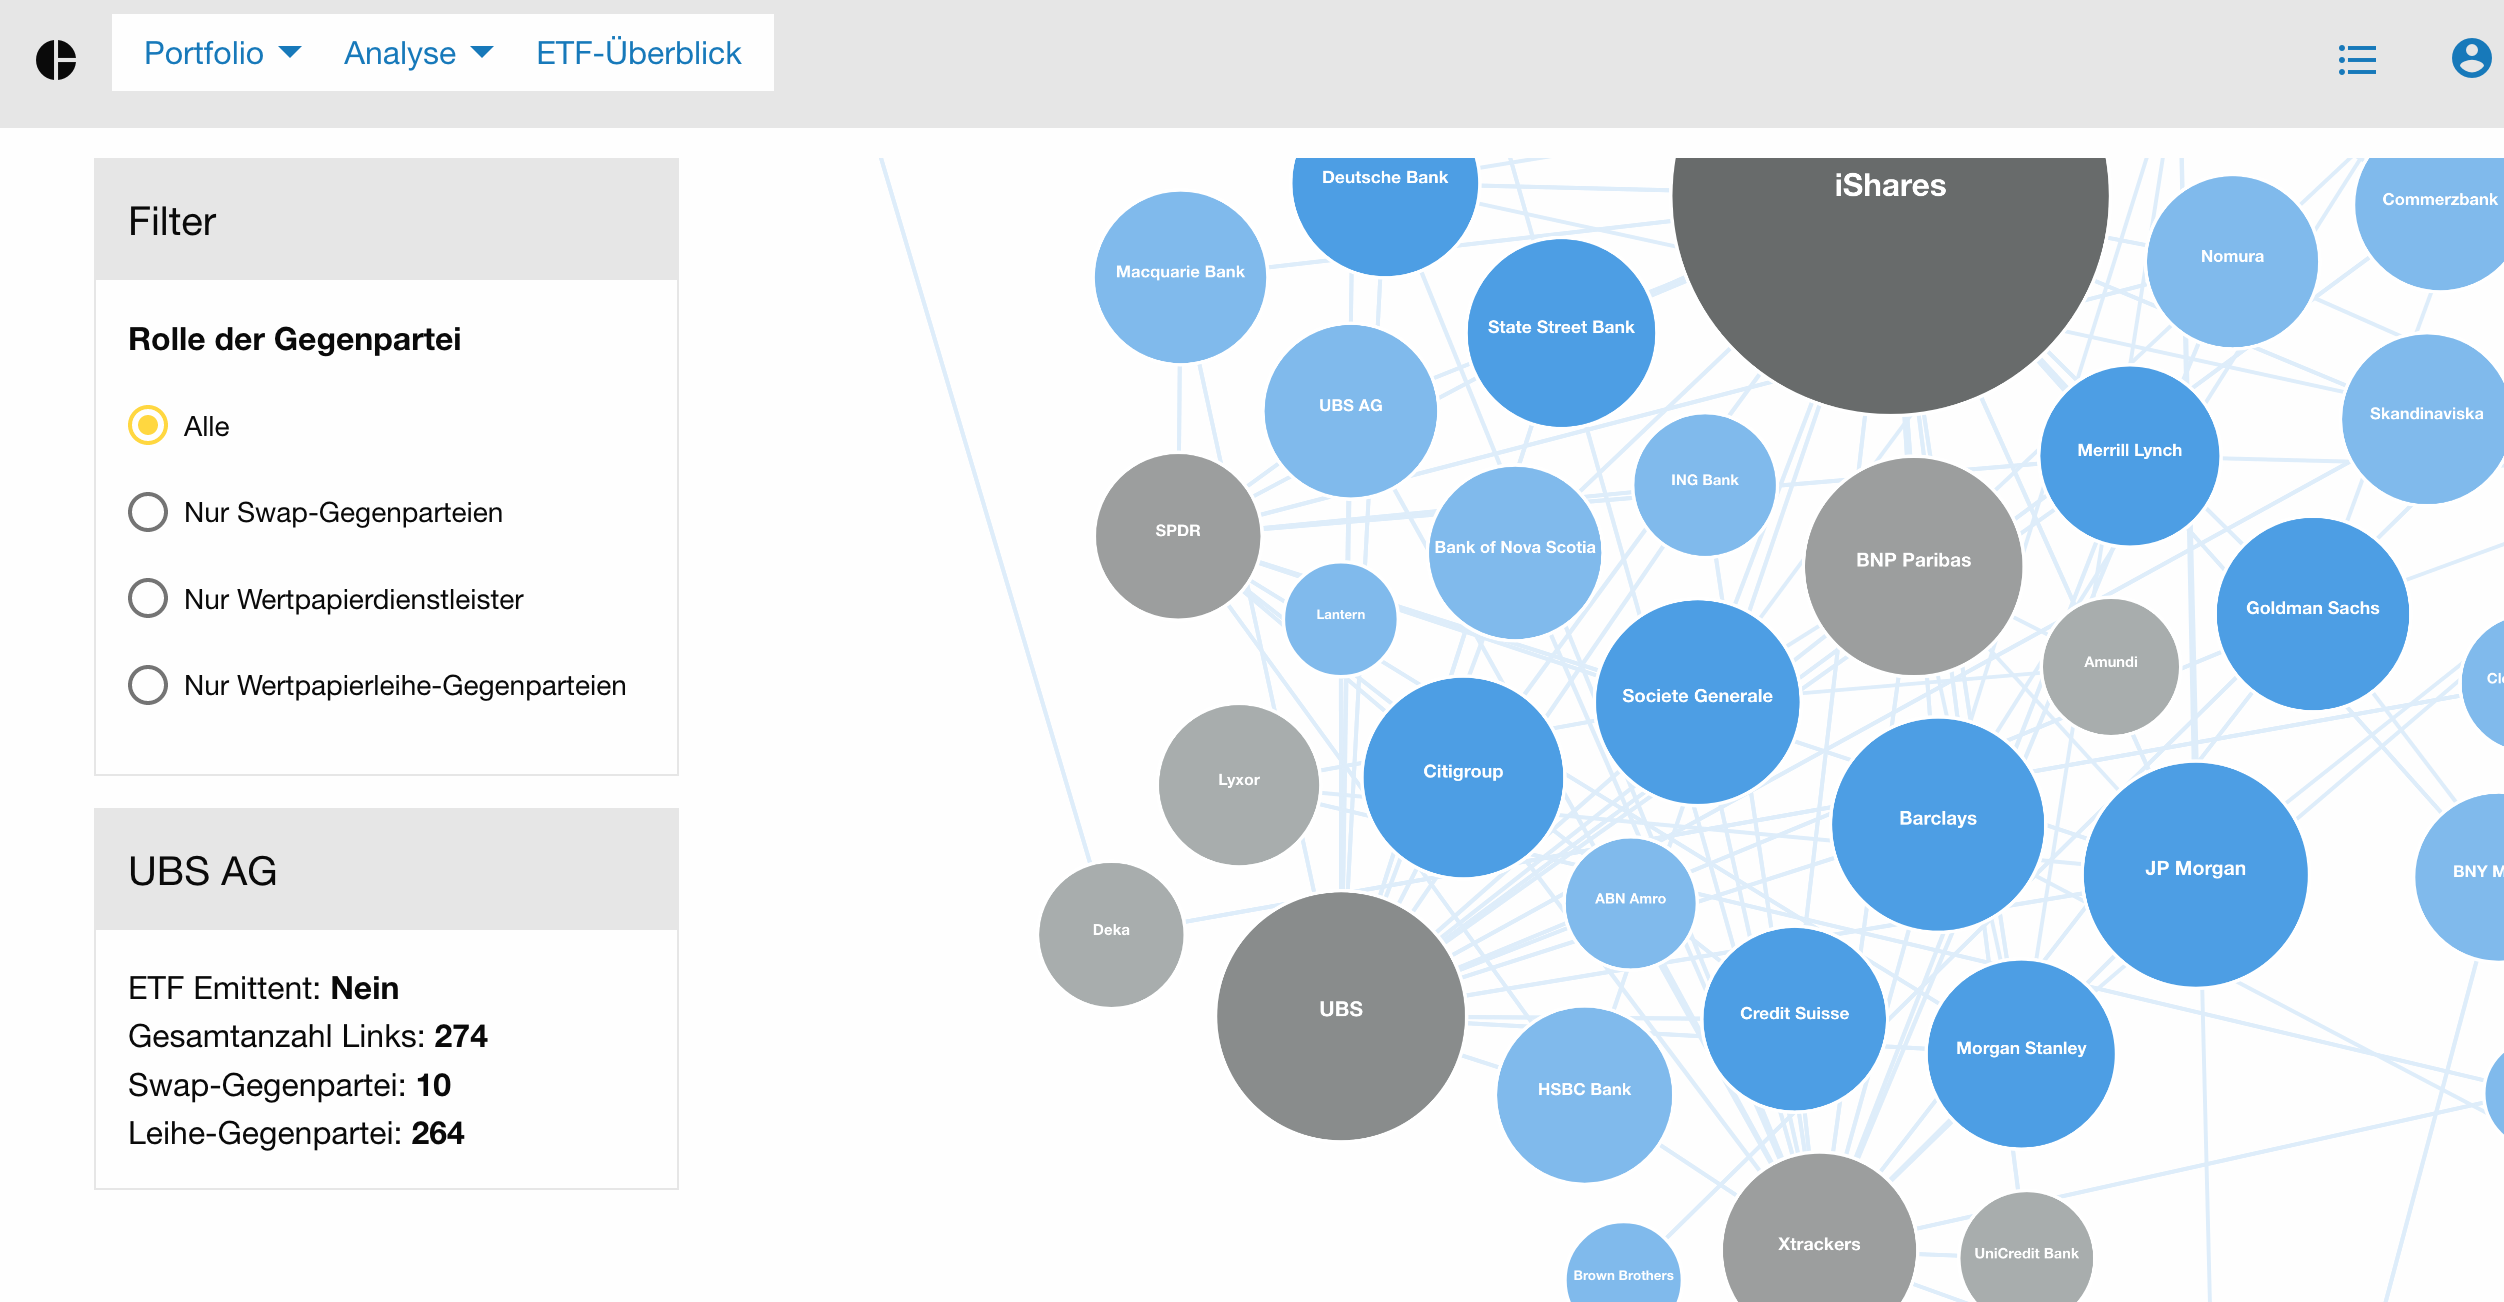 Portfolio
Analyse
ETF-Überblick
Filter
Rolle der Gegenpartei
Alle
Nur Swap-Gegenparteien
Nur Wertpapierdienstleister
Nur Wertpapierleihe-Gegenparteien
UBS AG
ETF Emittent: Nein
Gesamtanzahl Links: 274
Swap-Gegenpartei: 10
Leihe-Gegenpartei: 264
Deutsche Bank
iShares
Commerzbank
Macquarie Bank
Nomura
State Street Bank
UBS AG
Skandinaviska
Merrill Lynch
ING Bank
SPDR
Bank of Nova Scotia
BNP Paribas
Lantern
Goldman Sachs
Amundi
Societe Generale
Lyxor
Citigroup
Barclays
JP Morgan
BNY M
ABN Amro
Deka
UBS
Credit Suisse
Morgan Stanley
HSBC Bank
Xtrackers
UniCredit Bank
Brown Brothers